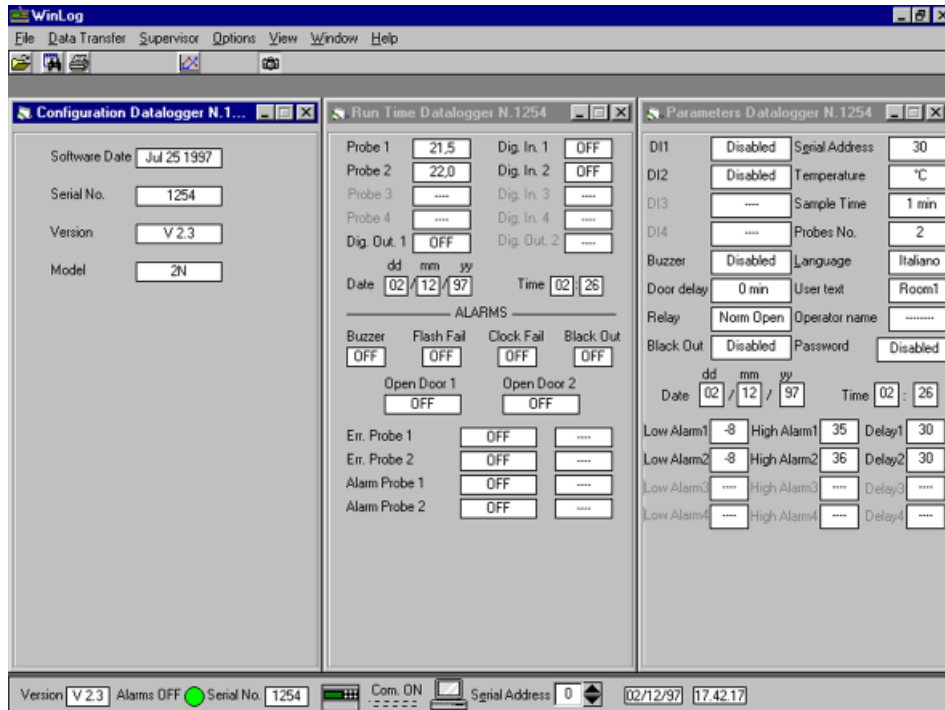 WinLog
File Data Transfer Supervisor Options View Window Help
Configuration Datalogger N.1...
Software Date Jul 25 1997
Serial No. 1254
Version V 2.3
Model 2N
Run Time Datalogger N.1254
Probe 1 21,5 Dig. In. 1 OFF
Probe 2 22,0 Dig. In. 2 OFF
Probe 3 ---- Dig. In. 3 ----
Probe 4 ---- Dig. In. 4 ----
Dig. Out. 1 OFF Dig. Out. 2 ----
dd mm yy
Date 02 / 12 / 97 Time 02 : 26
ALARMS
Buzzer Flash Fail Clock Fail Black Out
OFF OFF OFF OFF
Open Door 1 Open Door 2
OFF OFF
Err. Probe 1 OFF ----
Err. Probe 2 OFF ----
Alarm Probe 1 OFF ----
Alarm Probe 2 OFF ----
Parameters Datalogger N.1254
DI1 Disabled Serial Address 30
DI2 Disabled Temperature °C
DI3 ---- Sample Time 1 min
DI4 ---- Probes No. 2
Buzzer Disabled Language Italiano
Door delay 0 min User text Room1
Relay Norm Open Operator name --------
Black Out Disabled Password Disabled
dd mm yy
Date 02 / 12 / 97 Time 02 : 26
Low Alarm1 -8 High Alarm1 35 Delay1 30
Low Alarm2 -8 High Alarm2 36 Delay2 30
Low Alarm3 ---- High Alarm3 ---- Delay3 ----
Low Alarm4 ---- High Alarm4 ---- Delay4 ----
Version V 2.3 Alarms OFF Serial No. 1254 Com. ON Serial Address 0 02/12/97 17.42.17